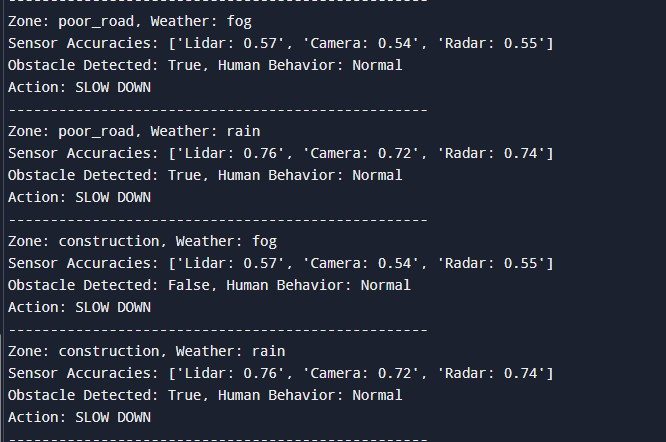 --------------------------------------------------
Zone: poor_road, Weather: fog
Sensor Accuracies: ['Lidar: 0.57', 'Camera: 0.54', 'Radar: 0.55']
Obstacle Detected: True, Human Behavior: Normal
Action: SLOW DOWN
--------------------------------------------------
Zone: poor_road, Weather: rain
Sensor Accuracies: ['Lidar: 0.76', 'Camera: 0.72', 'Radar: 0.74']
Obstacle Detected: True, Human Behavior: Normal
Action: SLOW DOWN
--------------------------------------------------
Zone: construction, Weather: fog
Sensor Accuracies: ['Lidar: 0.57', 'Camera: 0.54', 'Radar: 0.55']
Obstacle Detected: False, Human Behavior: Normal
Action: SLOW DOWN
--------------------------------------------------
Zone: construction, Weather: rain
Sensor Accuracies: ['Lidar: 0.76', 'Camera: 0.72', 'Radar: 0.74']
Obstacle Detected: True, Human Behavior: Normal
Action: SLOW DOWN
--------------------------------------------------